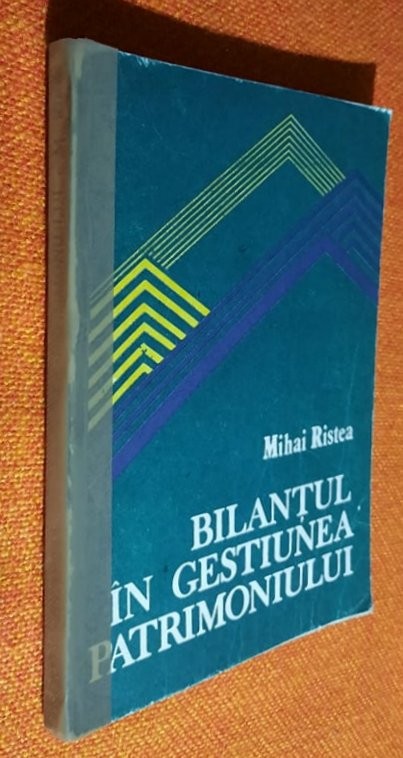 Mihai Ristea
BILANȚUL
ÎN GESTIUNEA
PATRIMONIULUI